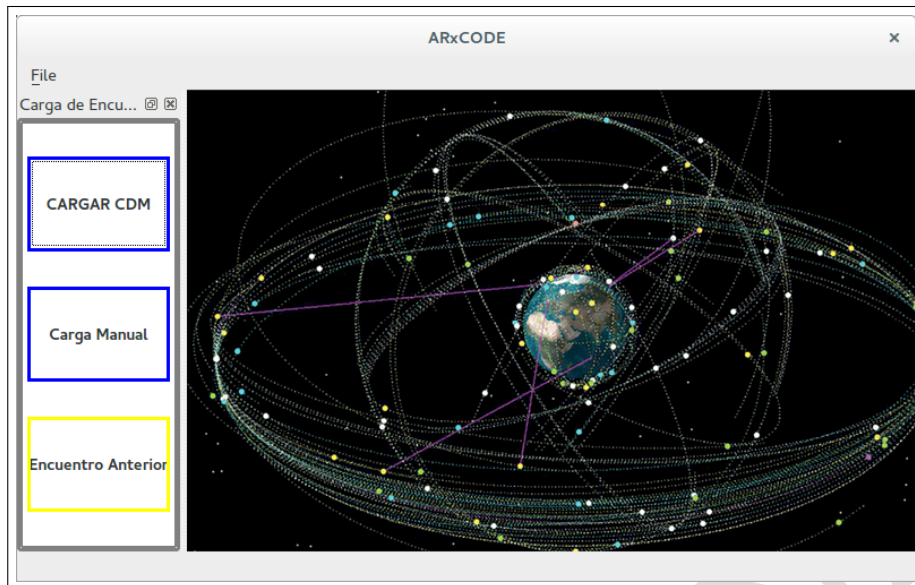 ARxCODE
File
Carga de Encu...
CARGAR CDM
Carga Manual
Encuentro Anterior